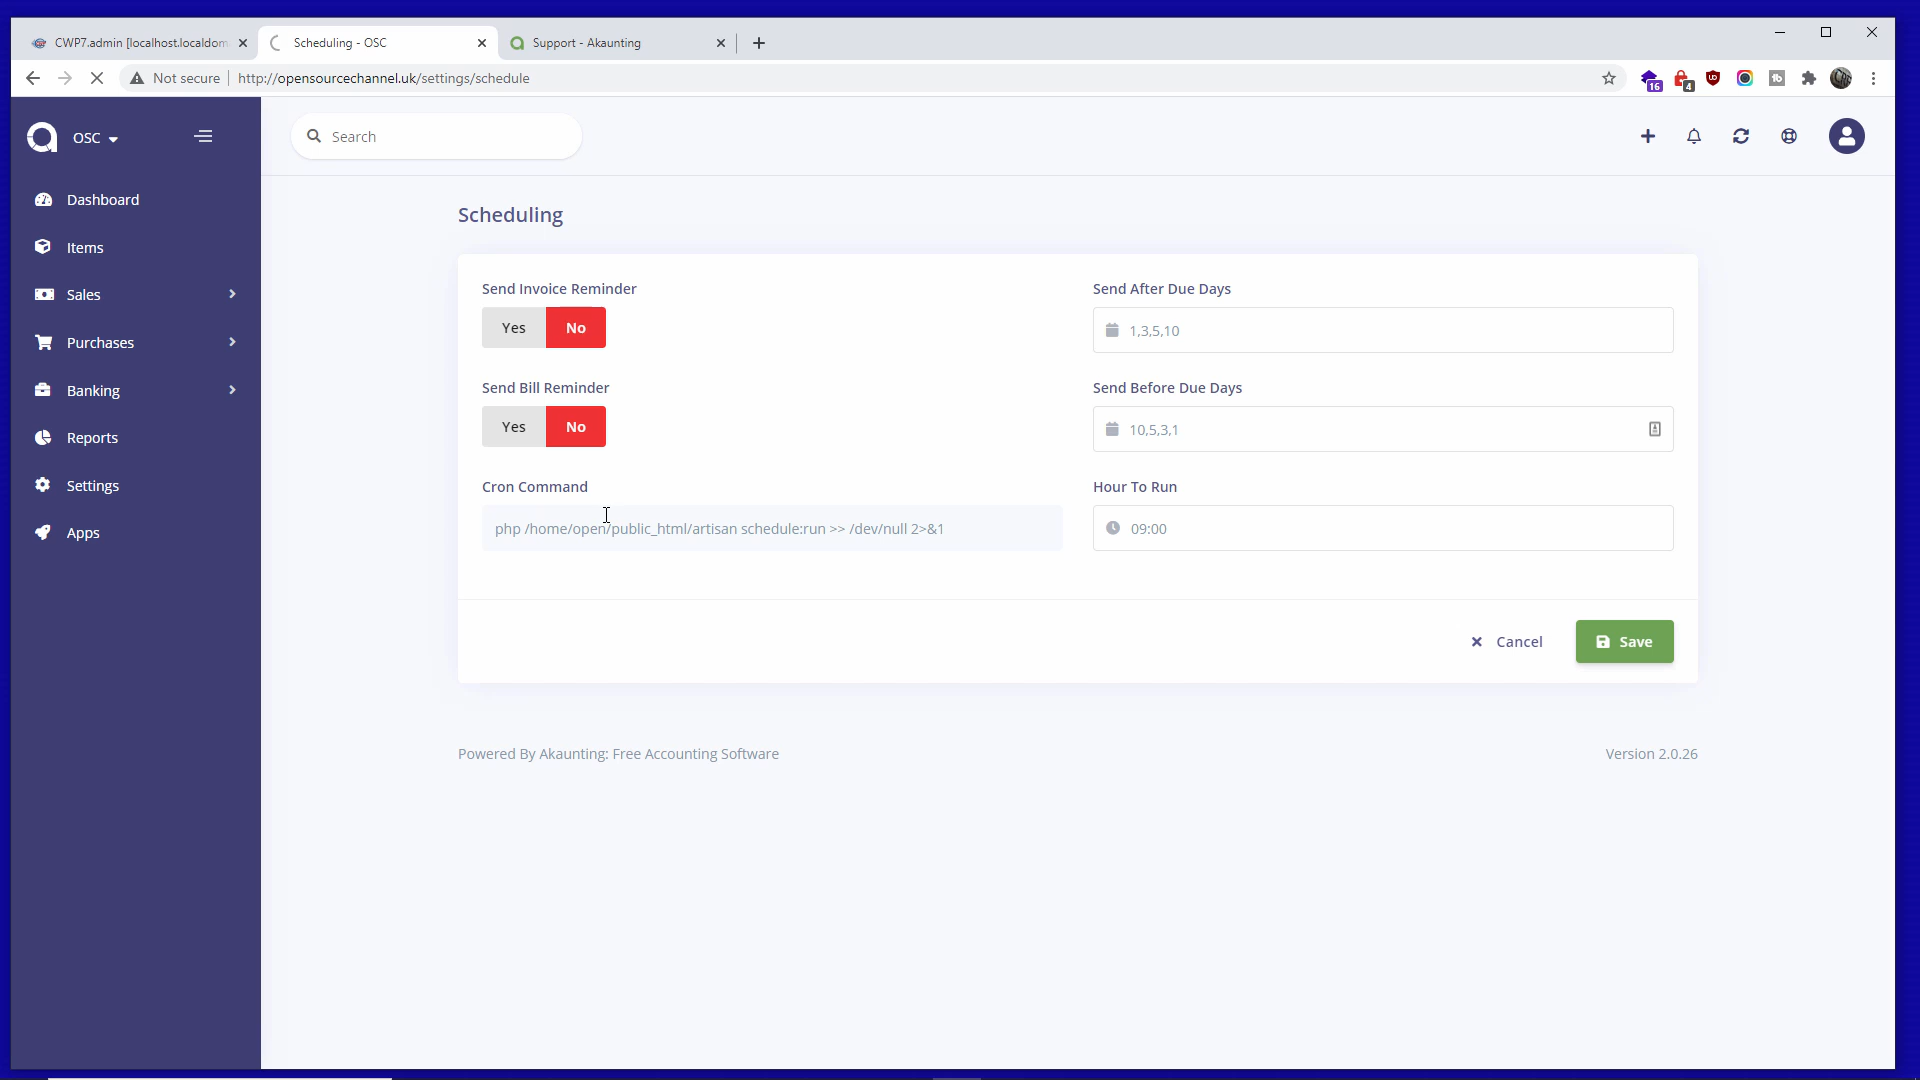 CWP7.admin [localhost.localdom
Scheduling - OSC
Support - Akaunting
Not secure
http://opensourcechannel.uk/settings/schedule
16
4
OSC
Search
Dashboard
Items
Sales
Purchases
Banking
Reports
Settings
Apps
Scheduling
Send Invoice Reminder
Yes No
Send After Due Days
1,3,5,10
Send Bill Reminder
Yes No
Send Before Due Days
10,5,3,1
Cron Command
php /home/open/public_html/artisan schedule:run >> /dev/null 2>&1
Hour To Run
09:00
Cancel
Save
Powered By Akaunting: Free Accounting Software
Version 2.0.26